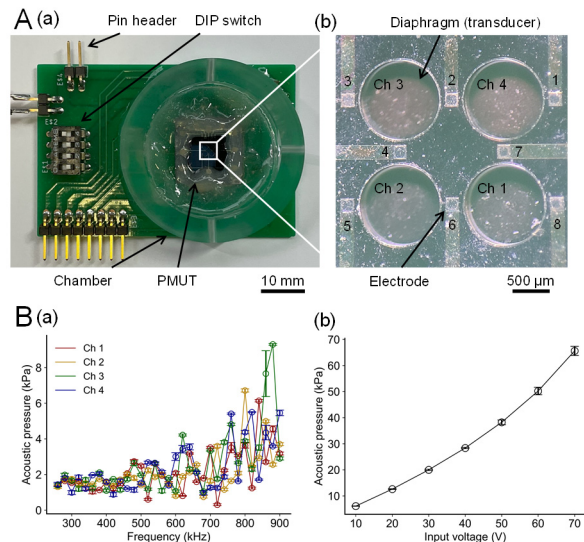 A (a)
Pin header
DIP switch
ES1
ES2
ES3
Chamber
PMUT
10 mm
(b)
Diaphragm (transducer)
3
2
1
Ch 3
Ch 4
4
7
Ch 2
Ch 1
5
6
8
Electrode
500 µm
B (a)
Acoustic pressure (kPa)
8
6
4
2
0
Ch 1
Ch 2
Ch 3
Ch 4
300 400 500 600 700 800 900
Frequency (kHz)
(b)
Acoustic pressure (kPa)
70
60
50
40
30
20
10
10 20 30 40 50 60 70
Input voltage (V)